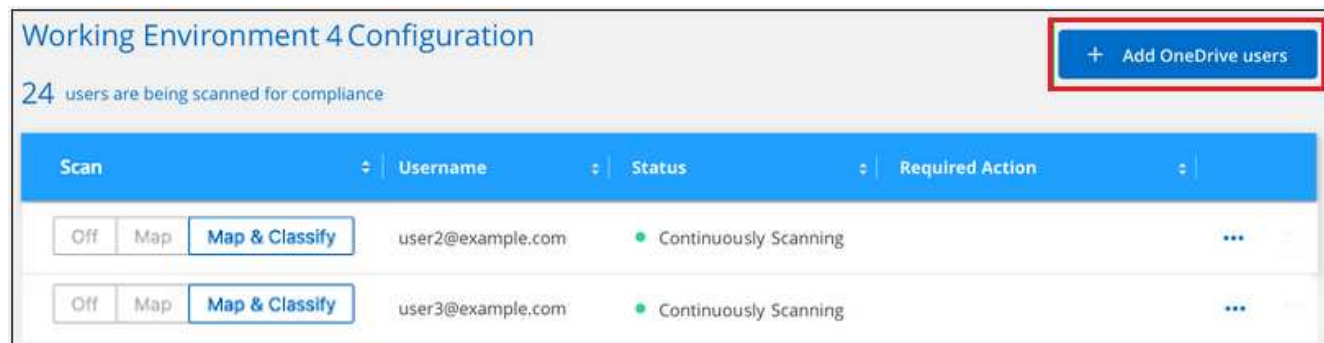 Working Environment 4 Configuration
+ Add OneDrive users
24 users are being scanned for compliance
Scan Username Status Required Action
Off Map Map & Classify user2@example.com Continuously Scanning
Off Map Map & Classify user3@example.com Continuously Scanning